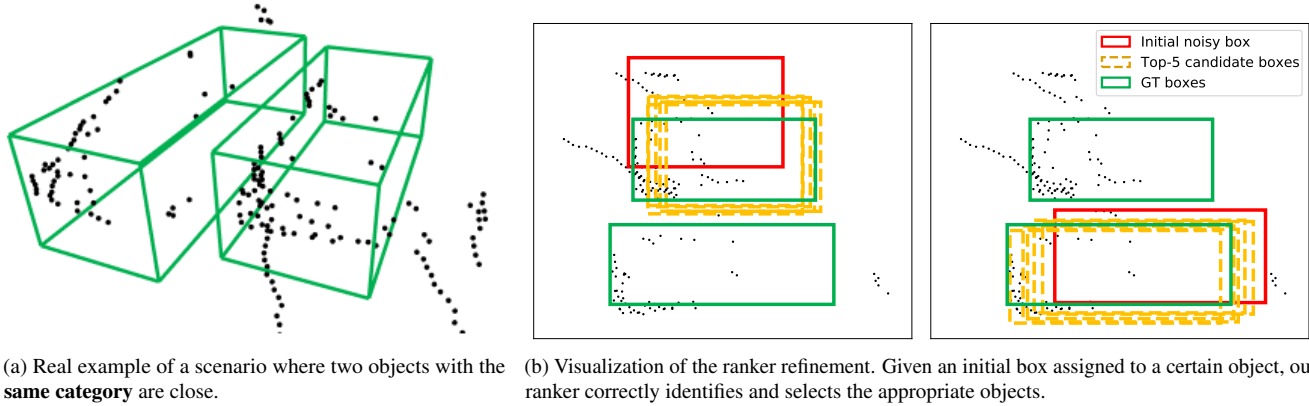 Initial noisy box
Top-5 candidate boxes
GT boxes
(a) Real example of a scenario where two objects with the
same category are close.
(b) Visualization of the ranker refinement. Given an initial box assigned to a certain object, ou
ranker correctly identifies and selects the appropriate objects.